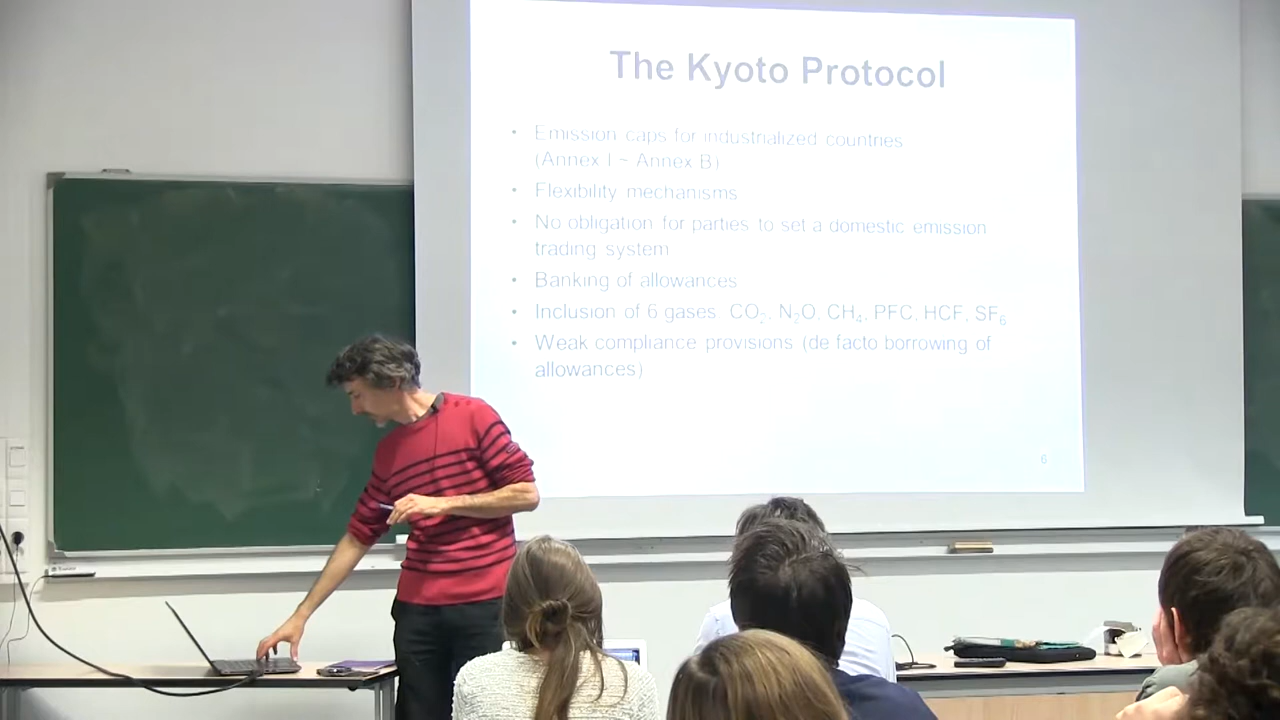 The Kyoto Protocol
• Emission caps for industrialized countries
(Annex I ~ Annex B)
• Flexibility mechanisms
• No obligation for parties to set a domestic emission
trading system
• Banking of allowances
• Inclusion of 6 gases: CO₂, N₂O, CH₄, PFC, HCF, SF₆
• Weak compliance provisions (de facto borrowing of
allowances)
6